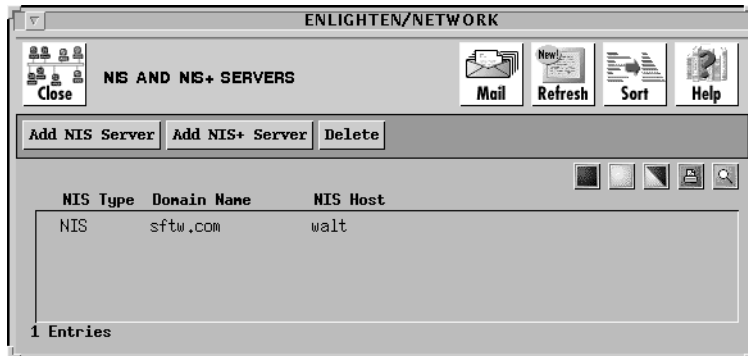 ENLIGHTEN/NETWORK
Close
NIS AND NIS+ SERVERS
Mail
New!
Refresh
Sort
Help
Add NIS Server
Add NIS+ Server
Delete
NIS Type Domain Name NIS Host
NIS sftw.com walt
1 Entries